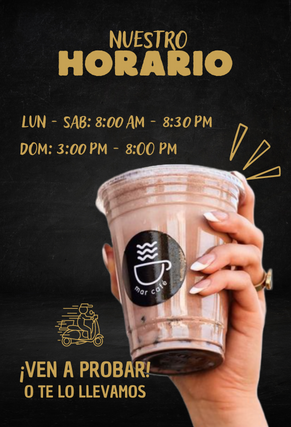 NUESTRO
HORARIO
LUN - SAB: 8:00 AM - 8:30 PM
DOM: 3:00 PM - 8:00 PM
mar café
¡VEN A PROBAR!
O TE LO LLEVAMOS